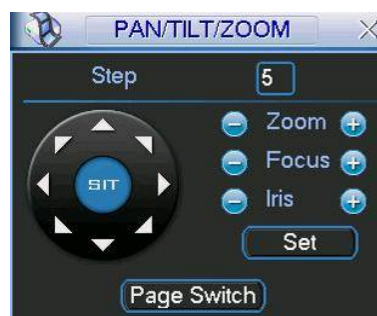 PAN/TILT/ZOOM
Step 5
Zoom
Focus
SIT
Iris
Set
Page Switch